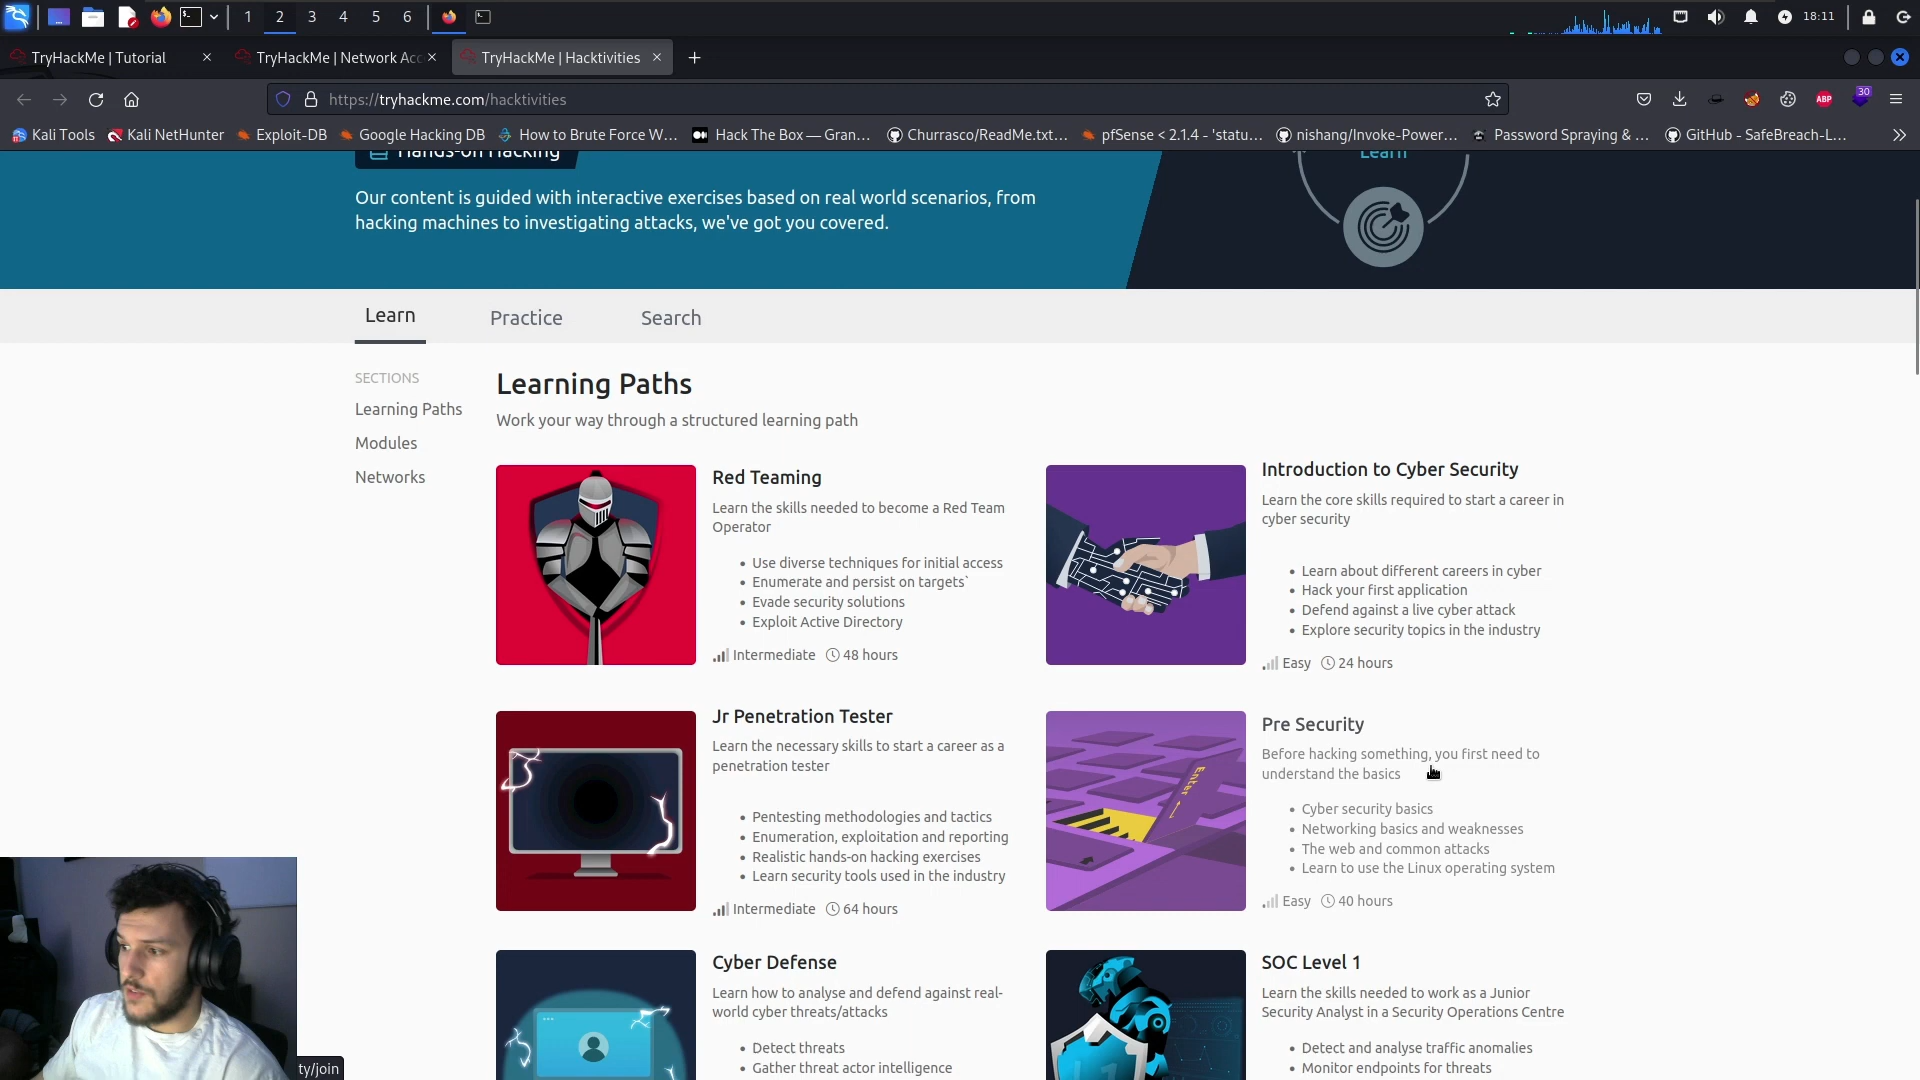 1 2 3 4 5 6
18:11
TryHackMe | Tutorial
TryHackMe | Network Acc
TryHackMe | Hacktivities
https://tryhackme.com/hacktivities
ABP
30
Kali Tools
Kali NetHunter
Exploit-DB
Google Hacking DB
How to Brute Force W…
Hack The Box — Gran…
Churrasco/ReadMe.txt…
pfSense < 2.1.4 - 'statu…
nishang/Invoke-Power…
Password Spraying & …
GitHub - SafeBreach-L…
Hands-on Hacking
Learn
Our content is guided with interactive exercises based on real world scenarios, from
hacking machines to investigating attacks, we've got you covered.
Learn
Practice
Search
SECTIONS
Learning Paths
Modules
Networks
Learning Paths
Work your way through a structured learning path
Red Teaming
Learn the skills needed to become a Red Team
Operator
• Use diverse techniques for initial access
• Enumerate and persist on targets`
• Evade security solutions
• Exploit Active Directory
Intermediate 48 hours
Introduction to Cyber Security
Learn the core skills required to start a career in
cyber security
• Learn about different careers in cyber
• Hack your first application
• Defend against a live cyber attack
• Explore security topics in the industry
Easy 24 hours
Jr Penetration Tester
Learn the necessary skills to start a career as a
penetration tester
• Pentesting methodologies and tactics
• Enumeration, exploitation and reporting
• Realistic hands-on hacking exercises
• Learn security tools used in the industry
Intermediate 64 hours
Enter
Pre Security
Before hacking something, you first need to
understand the basics
• Cyber security basics
• Networking basics and weaknesses
• The web and common attacks
• Learn to use the Linux operating system
Easy 40 hours
Cyber Defense
Learn how to analyse and defend against real-
world cyber threats/attacks
• Detect threats
• Gather threat actor intelligence
L1
SOC Level 1
Learn the skills needed to work as a Junior
Security Analyst in a Security Operations Centre
• Detect and analyse traffic anomalies
• Monitor endpoints for threats
ty/join